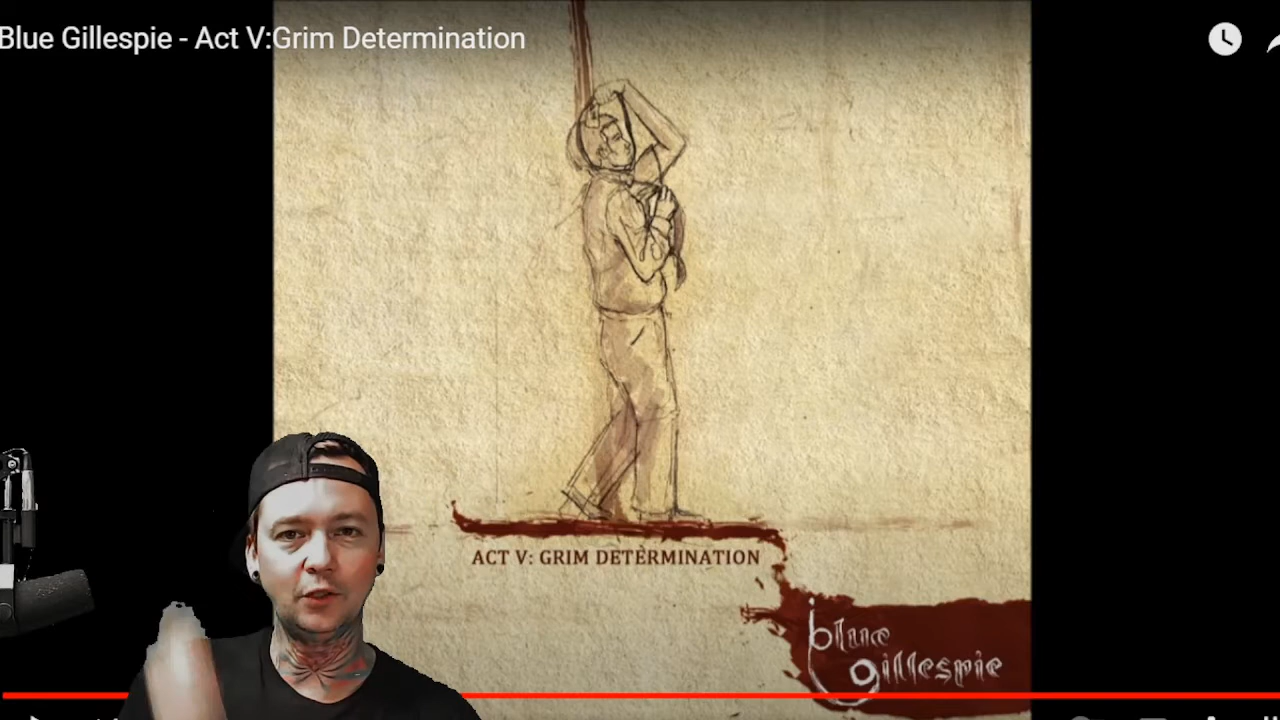 Blue Gillespie - Act V:Grim Determination
ACT V: GRIM DETERMINATION
blue
gillespie